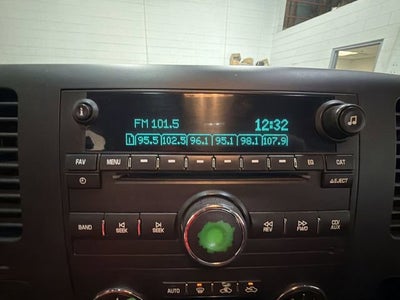 FM 101.5 12:32
1 95.5 102.5 96.1 95.1 98.1 107.9
FAV MENU EQ CAT
EJECT
BAND SEEK SEEK REV FWD CD/ AUX
AUTO